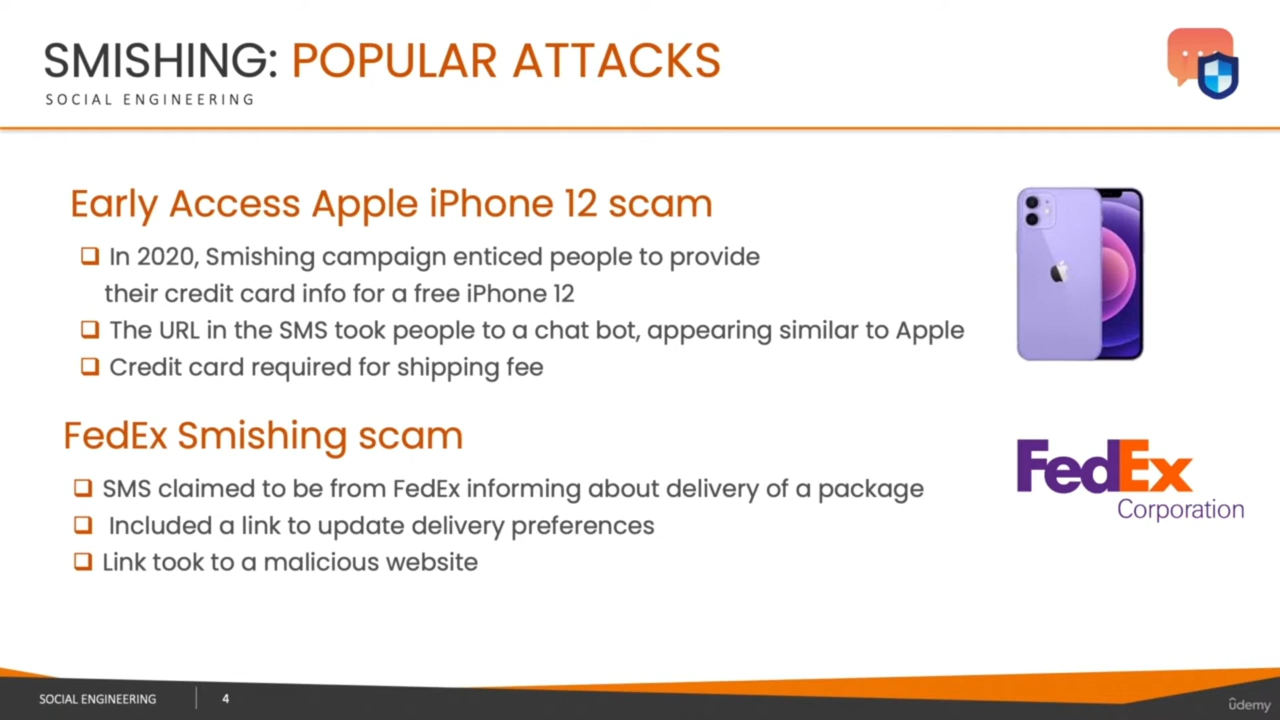 SMISHING: POPULAR ATTACKS
SOCIAL ENGINEERING
Early Access Apple iPhone 12 scam
In 2020, Smishing campaign enticed people to provide
their credit card info for a free iPhone 12
The URL in the SMS took people to a chat bot, appearing similar to Apple
Credit card required for shipping fee
FedEx Smishing scam
SMS claimed to be from FedEx informing about delivery of a package
Included a link to update delivery preferences
Link took to a malicious website
FedEx
Corporation
SOCIAL ENGINEERING 4
ûdemy